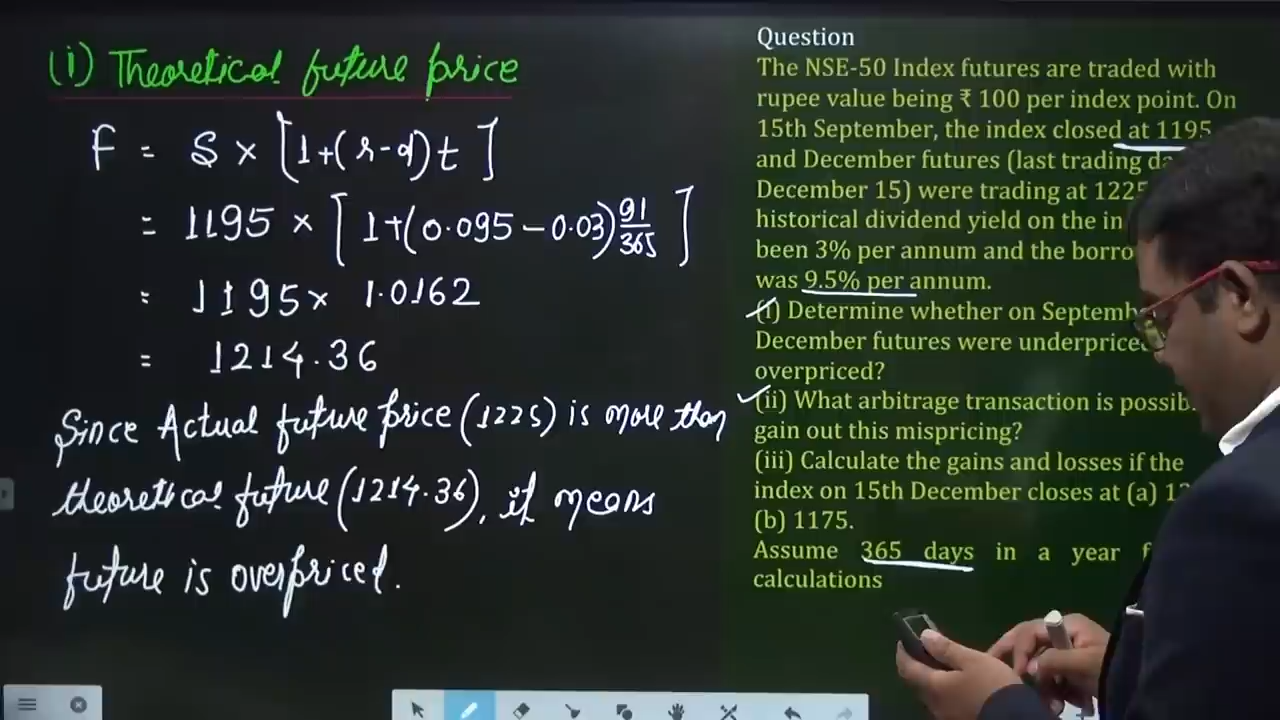 (i) Theoretical future price
F = S × [1+(r-d)t]
= 1195 × [1+(0.095-0.03)91/365]
= 1195 × 1.0162
= 1214.36
Since Actual future price (1225) is more than
theoretical future (1214.36), it means
future is overpriced.
Question
The NSE-50 Index futures are traded with
rupee value being ₹ 100 per index point. On
15th September, the index closed at 1195
and December futures (last trading
December 15) were trading at 1225
historical dividend yield on the
been 3% per annum and the
was 9.5% per annum.
(i) Determine whether on
December futures were
overpriced?
(ii) What arbitrage transaction is
gain out this mispricing?
(iii) Calculate the gains and losses if the
index on 15th December closes at (a)
(b) 1175.
Assume 365 days in a year
calculations